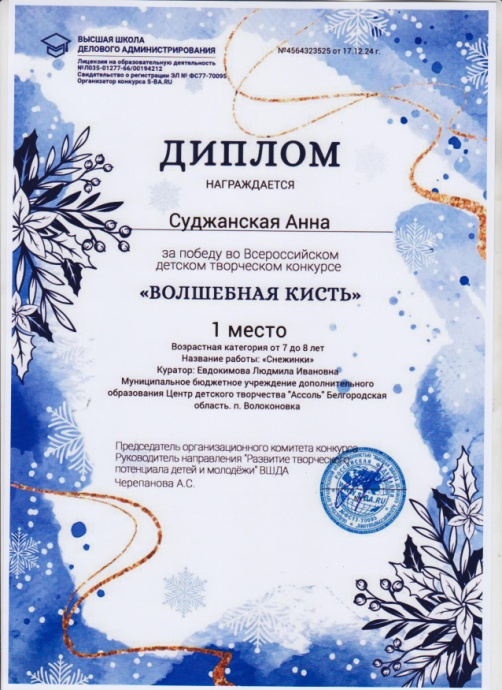 ВЫСШАЯ ШКОЛА
ДЕЛОВОГО АДМИНИСТРИРОВАНИЯ
№4564323525 от 17.12.24 г.
Лицензия на образовательную деятельность
№Л035-01277-66/00194212
Свидетельство о регистрации ЭЛ № ФС77-70095
Организатор конкурса S-BA.RU
ДИПЛОМ
НАГРАЖДАЕТСЯ
Суджанская Анна
за победу во Всероссийском
детском творческом конкурсе
«ВОЛШЕБНАЯ КИСТЬ»
1 место
Возрастная категория от 7 до 8 лет
Название работы: «Снежинки»
Куратор: Евдокимова Людмила Ивановна
Муниципальное бюджетное учреждение дополнительного
образования Центр детского творчества "Ассоль" Белгородская
область. п. Волоконовка
Председатель организационного комитета конкурса
Руководитель направления "Развитие творческого
потенциала детей и молодёжи" ВШДА
Черепанова А.С.